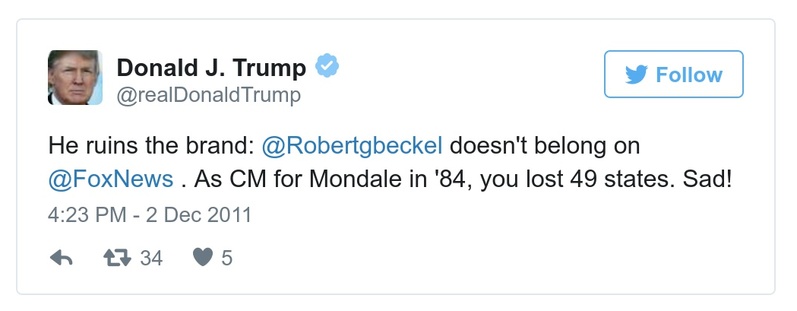 Donald J. Trump
@realDonaldTrump
Follow
He ruins the brand: @Robertgbeckel doesn't belong on
@FoxNews . As CM for Mondale in '84, you lost 49 states. Sad!
4:23 PM - 2 Dec 2011
34
5